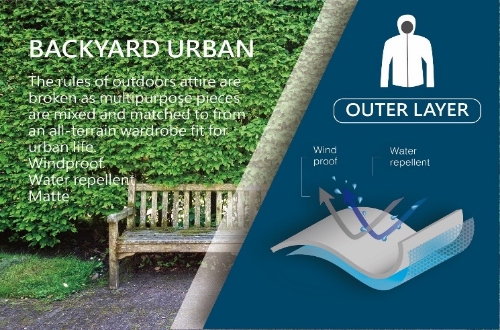 BACKYARD URBAN
The rules of outdoors attire are
broken as multipurpose pieces
are mixed and matched to from
an all-terrain wardrobe fit for
urban life.
Windproof
Water repellent
Matte
OUTER LAYER
Wind
proof
Water
repellent